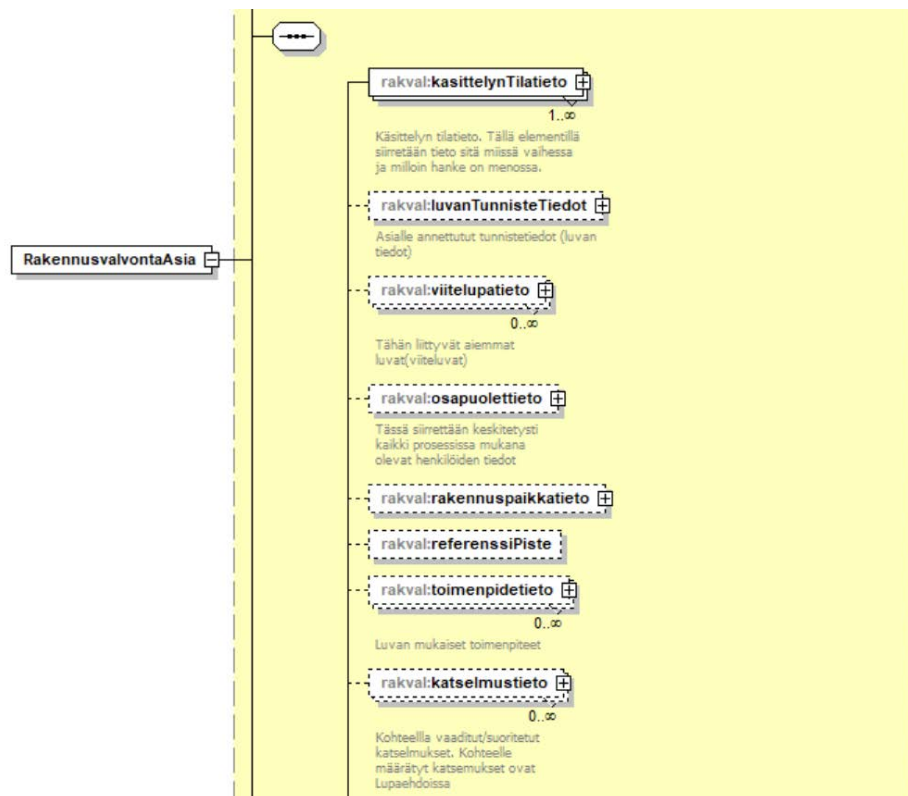 rakval:kasittelynTilatieto
1..∞
Käsittelyn tilatieto. Tällä elementillä
siirretään tieto sitä miissä vaihessa
ja milloin hanke on menossa.
rakval:luvanTunnisteTiedot
Asialle annettutut tunnistetiedot (luvan
tiedot)
RakennusvalvontaAsia
rakval:viitelupatieto
0..∞
Tähän liittyvät aiemmat
luvat(viiteluvat)
rakval:osapuolettieto
Tässä siirrettään keskitetysti
kaikki prosessissa mukana
olevat henkilöiden tiedot
rakval:rakennuspaikkatieto
rakval:referenssiPiste
rakval:toimenpidetieto
0..∞
Luvan mukaiset toimenpiteet
rakval:katselmustieto
0..∞
Kohteellla vaaditut/suoritetut
katselmukset. Kohteelle
määrätyt katsemukset ovat
Lupaehdoissa